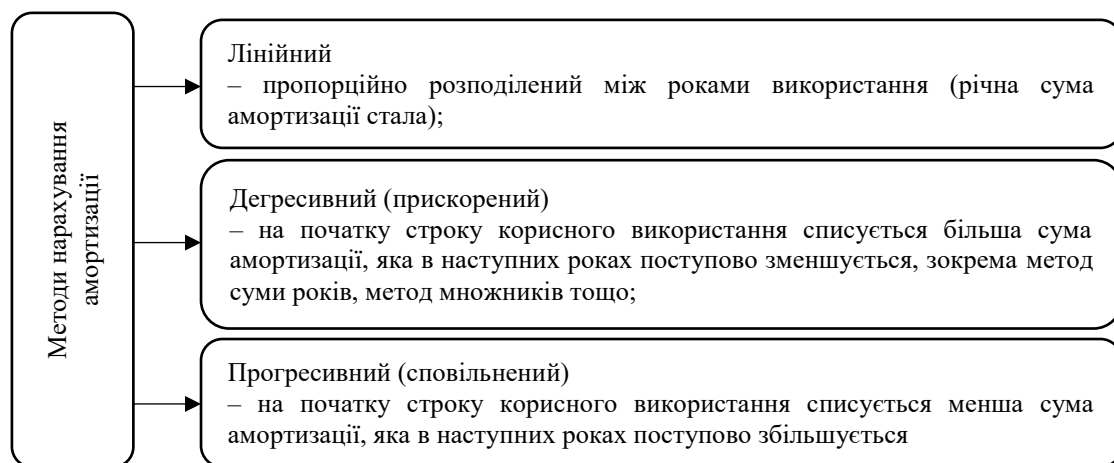 Методи нарахування
амортизації
Лінійний
– пропорційно розподілений між роками використання (річна сума
амортизації стала);
Дегресивний (прискорений)
– на початку строку корисного використання списується більша сума
амортизації, яка в наступних роках поступово зменшується, зокрема метод
суми років, метод множників тощо;
Прогресивний (сповільнений)
– на початку строку корисного використання списується менша сума
амортизації, яка в наступних роках поступово збільшується